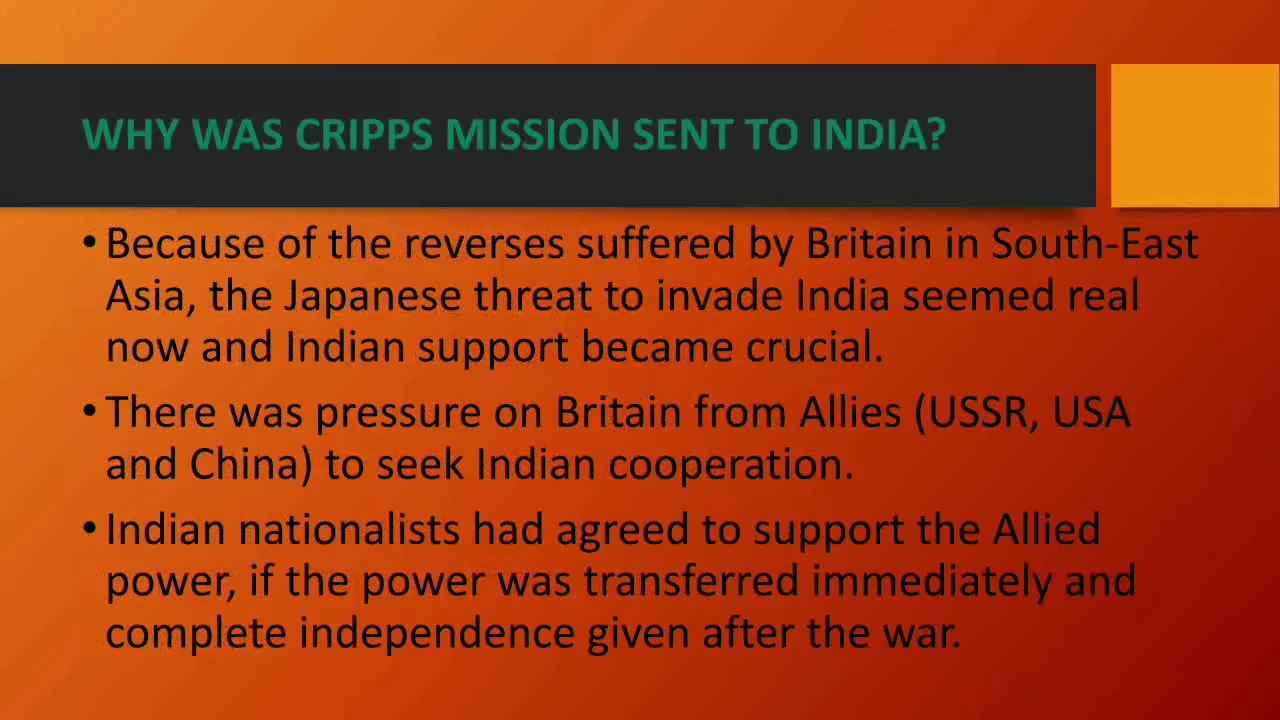 WHY WAS CRIPPS MISSION SENT TO INDIA?
• Because of the reverses suffered by Britain in South-East
Asia, the Japanese threat to invade India seemed real
now and Indian support became crucial.
• There was pressure on Britain from Allies (USSR, USA
and China) to seek Indian cooperation.
• Indian nationalists had agreed to support the Allied
power, if the power was transferred immediately and
complete independence given after the war.